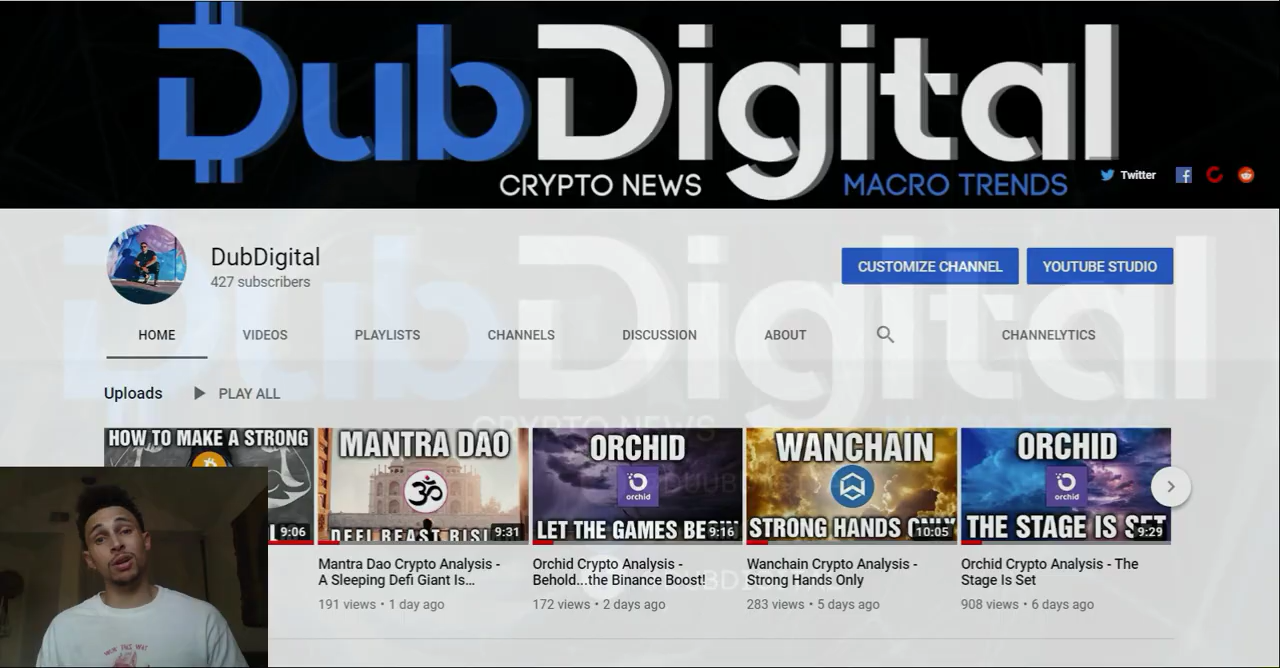 DubDigital
CRYPTO NEWS MACRO TRENDS
Twitter
DubDigital
427 subscribers
CUSTOMIZE CHANNEL YOUTUBE STUDIO
HOME VIDEOS PLAYLISTS CHANNELS DISCUSSION ABOUT CHANNELYTICS
Uploads PLAY ALL
HOW TO MAKE A STRONG
9:06
MANTRA DAO
DEFI BEAST
9:31
ORCHID
orchid
LET THE GAMES
9:16
WANCHAIN
STRONG HANDS ONLY
10:05
ORCHID
orchid
THE STAGE IS SET
9:29
Mantra Dao Crypto Analysis -
A Sleeping Defi Giant Is...
191 views • 1 day ago
Orchid Crypto Analysis -
Behold...the Binance Boost!
172 views • 2 days ago
Wanchain Crypto Analysis -
Strong Hands Only
283 views • 5 days ago
Orchid Crypto Analysis - The
Stage Is Set
908 views • 6 days ago